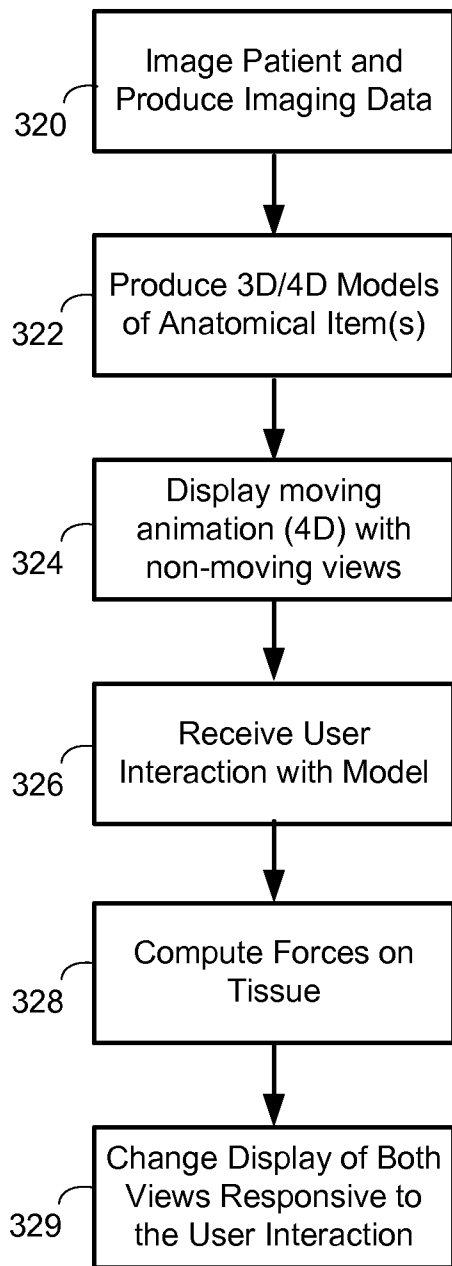 Image Patient and
Produce Imaging Data
320
Produce 3D/4D Models
of Anatomical Item(s)
322
Display moving
animation (4D) with
non-moving views
324
Receive User
Interaction with Model
326
Compute Forces on
Tissue
328
Change Display of Both
Views Responsive to
the User Interaction
329